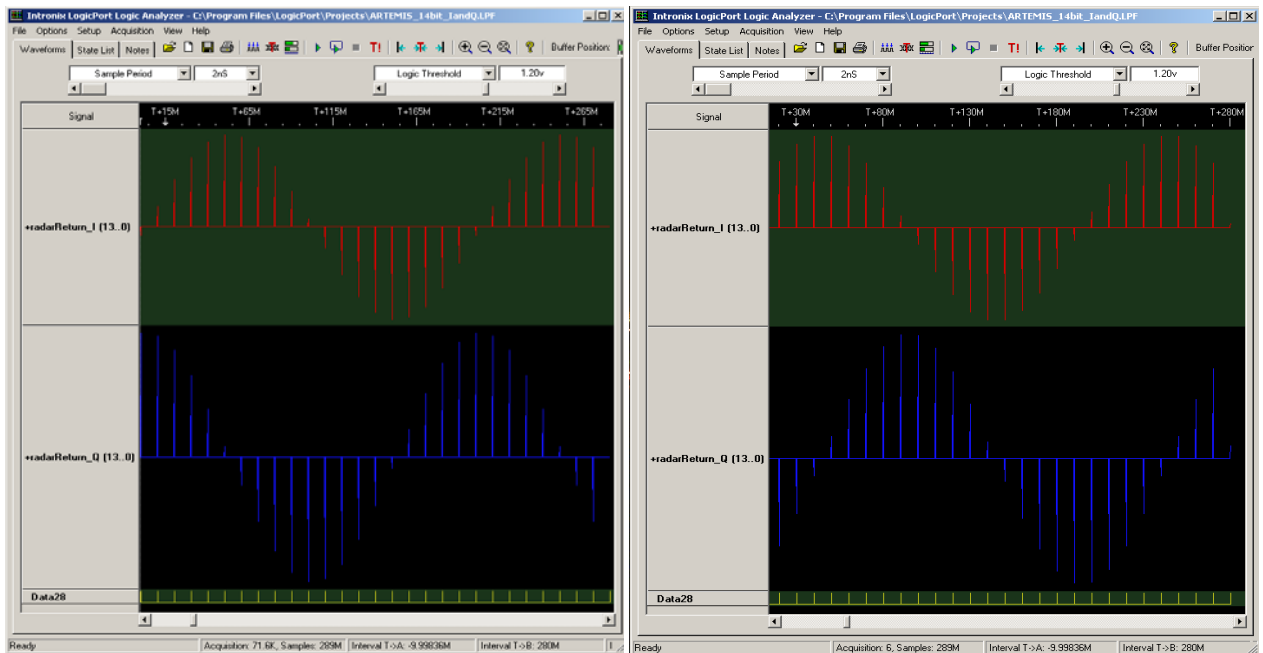 Intronix LogicPort Logic Analyzer - C:\Program Files\LogicPort\Projects\ARTEMIS_14bit_IandQ.LPF
File Options Setup Acquisition View Help
Waveforms State List Notes T! Buffer Position:
Sample Period 2nS Logic Threshold 1.20v
Signal T+15M T+65M T+115M T+165M T+215M T+265M
+radarReturn_I (13..0)
+radarReturn_Q (13..0)
Data28
Ready Acquisition: 71.6K, Samples: 289M Interval T->A: -9.99836M Interval T->B: 280M
Intronix LogicPort Logic Analyzer - C:\Program Files\LogicPort\Projects\ARTEMIS_14bit_IandQ.LPF
File Options Setup Acquisition View Help
Waveforms State List Notes T! Buffer Position
Sample Period 2nS Logic Threshold 1.20v
Signal T+30M T+80M T+130M T+180M T+230M T+280M
+radarReturn_I (13..0)
+radarReturn_Q (13..0)
Data28
Ready Acquisition: 6, Samples: 289M Interval T->A: -9.99836M Interval T->B: 280M